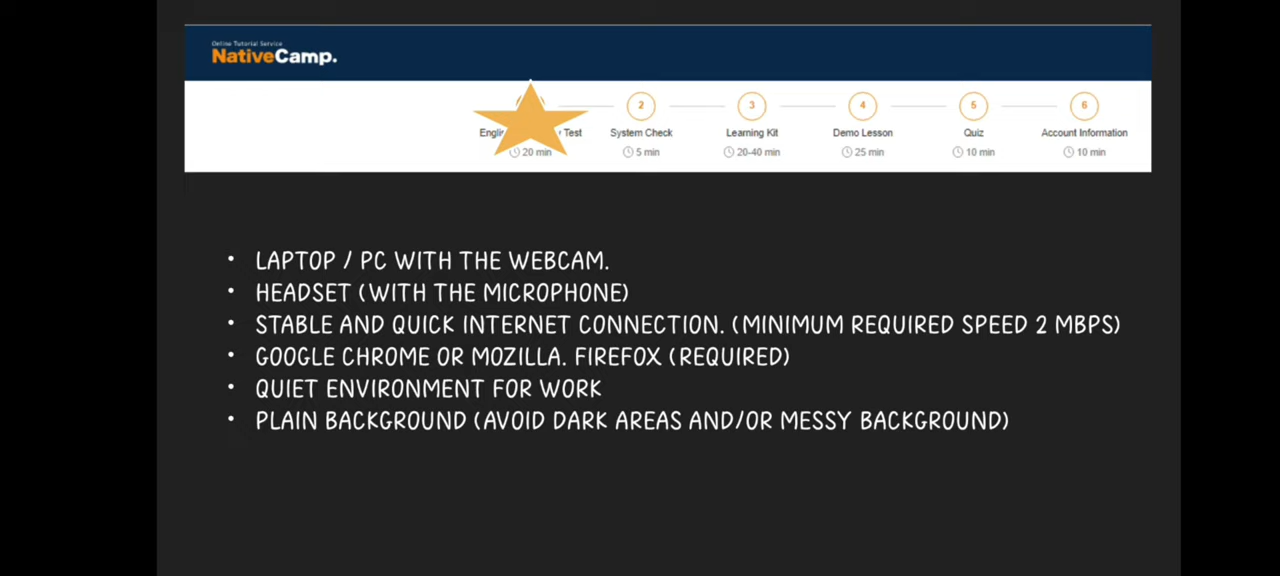 Online Tutorial Service
NativeCamp.
2 3 4 5 6
Test System Check Learning Kit Demo Lesson Quiz Account Information
20 min 5 min 20-40 min 25 min 10 min 10 min
• LAPTOP / PC WITH THE WEBCAM.
• HEADSET (WITH THE MICROPHONE)
• STABLE AND QUICK INTERNET CONNECTION. (MINIMUM REQUIRED SPEED 2 MBPS)
• GOOGLE CHROME OR MOZILLA. FIREFOX (REQUIRED)
• QUIET ENVIRONMENT FOR WORK
• PLAIN BACKGROUND (AVOID DARK AREAS AND/OR MESSY BACKGROUND)